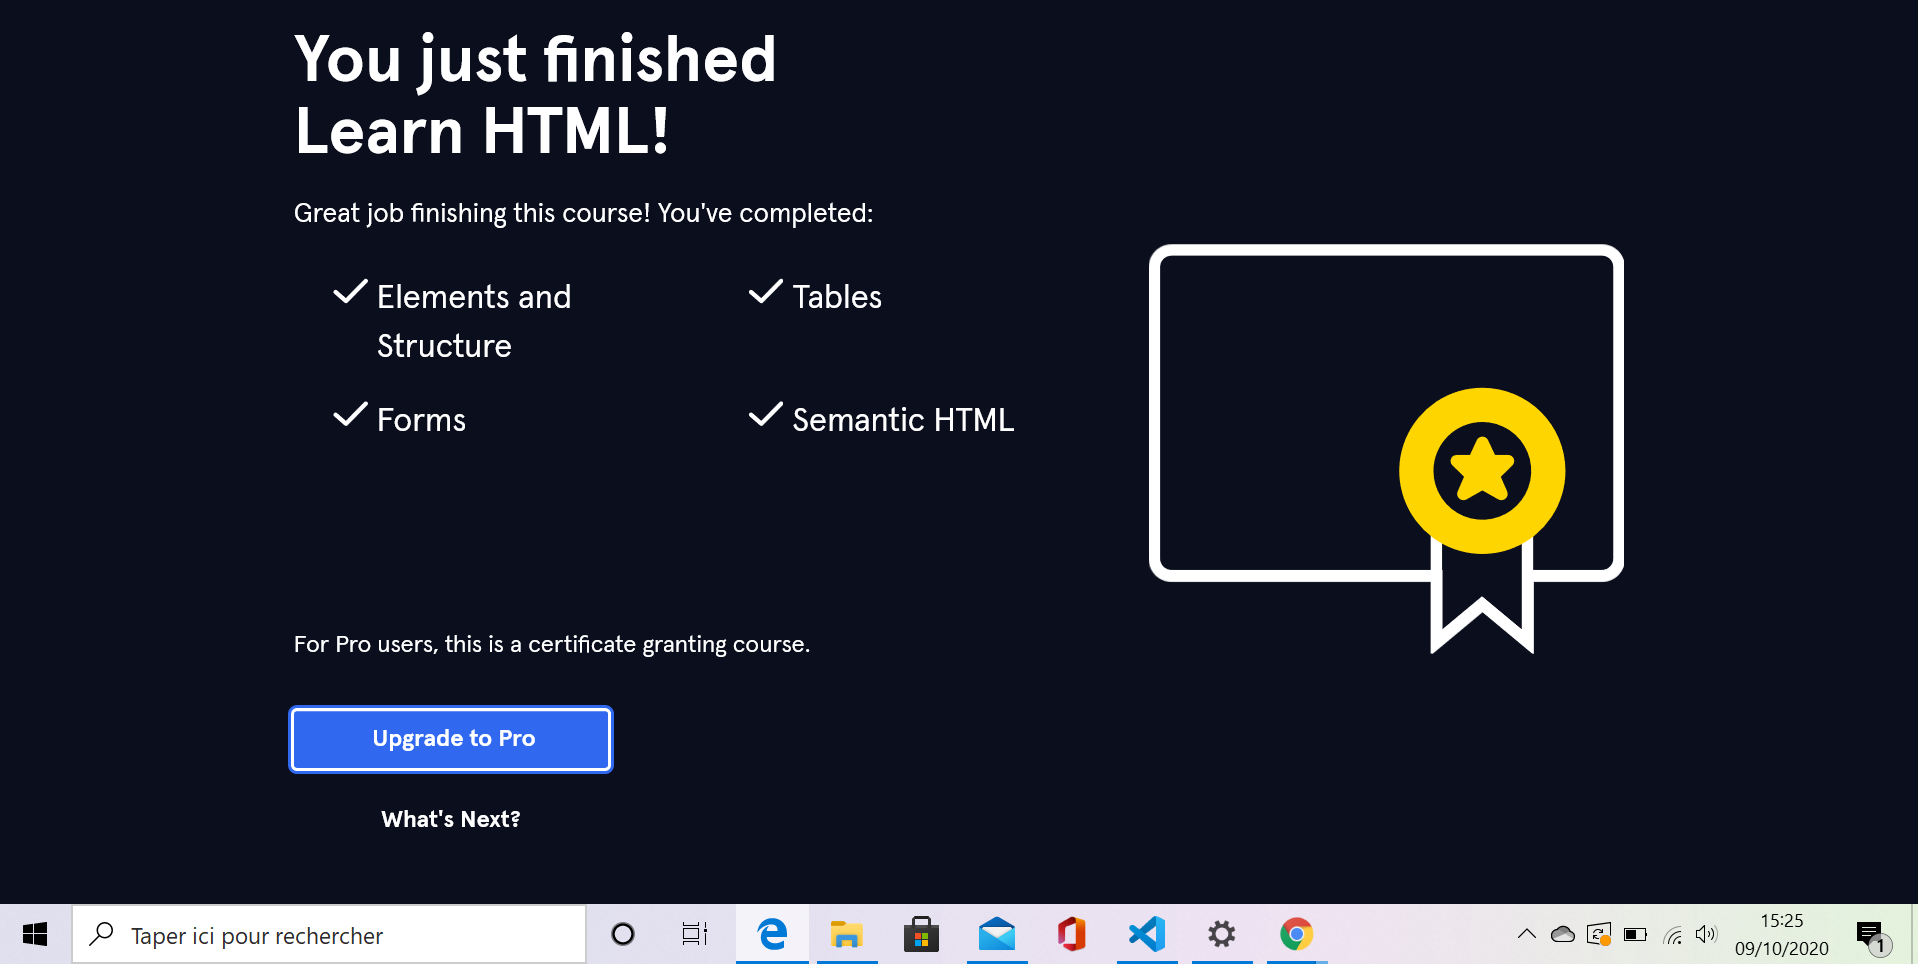 You just finished
Learn HTML!
Great job finishing this course! You've completed:
Elements and
Structure
Tables
Forms
Semantic HTML
For Pro users, this is a certificate granting course.
Upgrade to Pro
What's Next?
Taper ici pour rechercher
15:25
09/10/2020
1